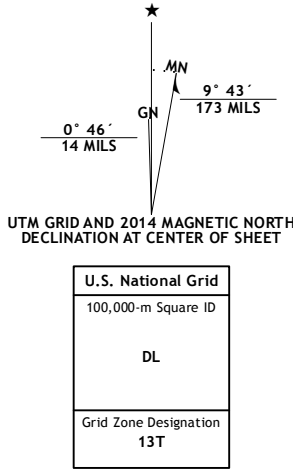 ★
MN
GN
9° 43´
173 MILS
0° 46´
14 MILS
UTM GRID AND 2014 MAGNETIC NORTH
DECLINATION AT CENTER OF SHEET
U.S. National Grid
100,000-m Square ID
DL
Grid Zone Designation
13T